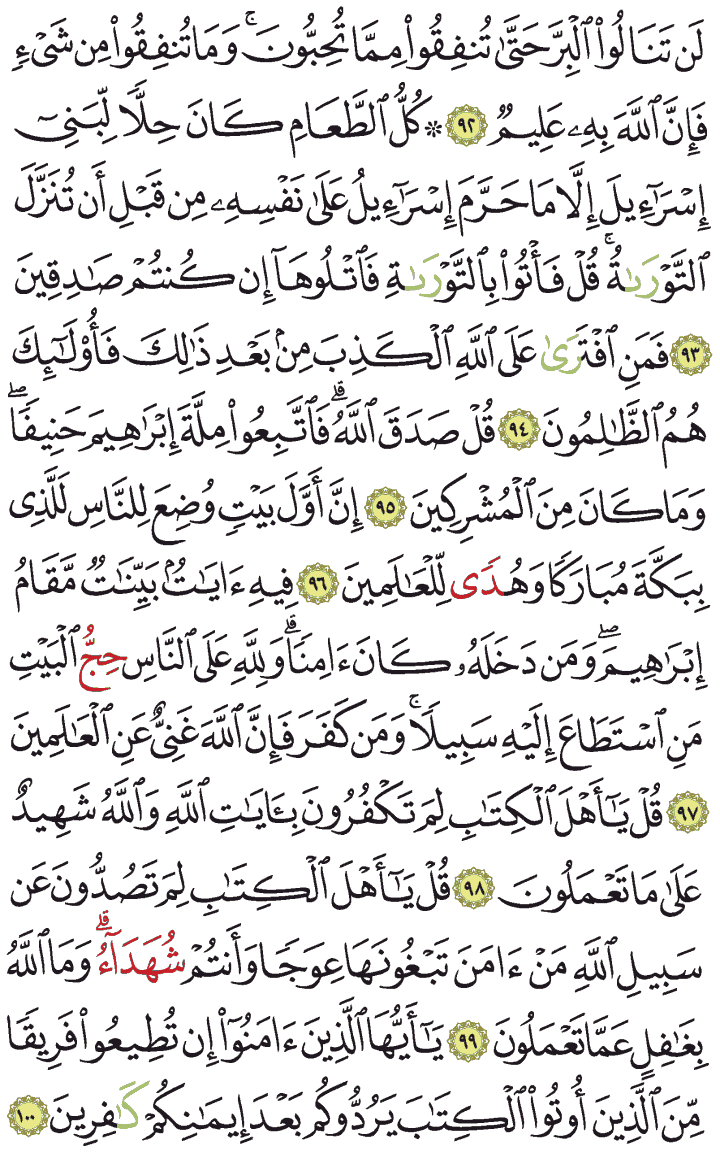 لَن تَنَالُوا۟ ٱلْبِرَّ حَتَّىٰ تُنفِقُوا۟ مِمَّا تُحِبُّونَ ۚ وَمَا تُنفِقُوا۟ مِن شَىْءٍ
فَإِنَّ ٱللَّهَ بِهِۦ عَلِيمٌ ٩٢ * كُلُّ ٱلطَّعَامِ كَانَ حِلًّا لِّبَنِىٓ
إِسْرَٰٓءِيلَ إِلَّا مَا حَرَّمَ إِسْرَٰٓءِيلُ عَلَىٰ نَفْسِهِۦ مِن قَبْلِ أَن تُنَزَّلَ
ٱلتَّوْرَىٰةُ ۚ قُلْ فَأْتُوا۟ بِٱلتَّوْرَىٰةِ فَٱتْلُوهَآ إِن كُنتُمْ صَٰدِقِينَ
٩٣ فَمَنِ ٱفْتَرَىٰ عَلَى ٱللَّهِ ٱلْكَذِبَ مِنۢ بَعْدِ ذَٰلِكَ فَأُو۟لَٰٓئِكَ
هُمُ ٱلظَّٰلِمُونَ ٩٤ قُلْ صَدَقَ ٱللَّهُ ۗ فَٱتَّبِعُوا۟ مِلَّةَ إِبْرَٰهِيمَ حَنِيفًا ۖ
وَمَا كَانَ مِنَ ٱلْمُشْرِكِينَ ٩٥ إِنَّ أَوَّلَ بَيْتٍ وُضِعَ لِلنَّاسِ لَلَّذِى
بِبَكَّةَ مُبَارَكًا وَهُدًى لِّلْعَٰلَمِينَ ٩٦ فِيهِ ءَايَٰتٌۢ بَيِّنَٰتٌ مَّقَامُ
إِبْرَٰهِيمَ ۖ وَمَن دَخَلَهُۥ كَانَ ءَامِنًا ۗ وَلِلَّهِ عَلَى ٱلنَّاسِ حِجُّ ٱلْبَيْتِ
مَنِ ٱسْتَطَاعَ إِلَيْهِ سَبِيلًا ۚ وَمَن كَفَرَ فَإِنَّ ٱللَّهَ غَنِىٌّ عَنِ ٱلْعَٰلَمِينَ
٩٧ قُلْ يَٰٓأَهْلَ ٱلْكِتَٰبِ لِمَ تَكْفُرُونَ بِـَٔايَٰتِ ٱللَّهِ وَٱللَّهُ شَهِيدٌ
عَلَىٰ مَا تَعْمَلُونَ ٩٨ قُلْ يَٰٓأَهْلَ ٱلْكِتَٰبِ لِمَ تَصُدُّونَ عَن
سَبِيلِ ٱللَّهِ مَنْ ءَامَنَ تَبْغُونَهَا عِوَجًا وَأَنتُمْ شُهَدَآءُ ۗ وَمَا ٱللَّهُ
بِغَٰفِلٍ عَمَّا تَعْمَلُونَ ٩٩ يَٰٓأَيُّهَا ٱلَّذِينَ ءَامَنُوٓا۟ إِن تُطِيعُوا۟ فَرِيقًا
مِّنَ ٱلَّذِينَ أُوتُوا۟ ٱلْكِتَٰبَ يَرُدُّوكُم بَعْدَ إِيمَٰنِكُمْ كَٰفِرِينَ ١٠٠